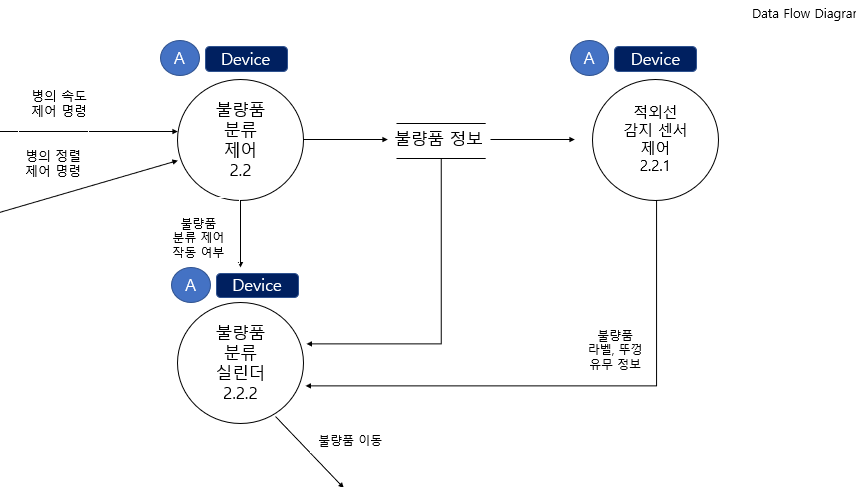 Data Flow Diagram
A
Device
A
Device
병의 속도
제어 명령
불량품
분류
제어
2.2
불량품 정보
적외선
감지 센서
제어
2.2.1
병의 정렬
제어 명령
불량품
분류 제어
작동 여부
A
Device
불량품
분류
실린더
2.2.2
불량품
라벨, 뚜껑
유무 정보
불량품 이동